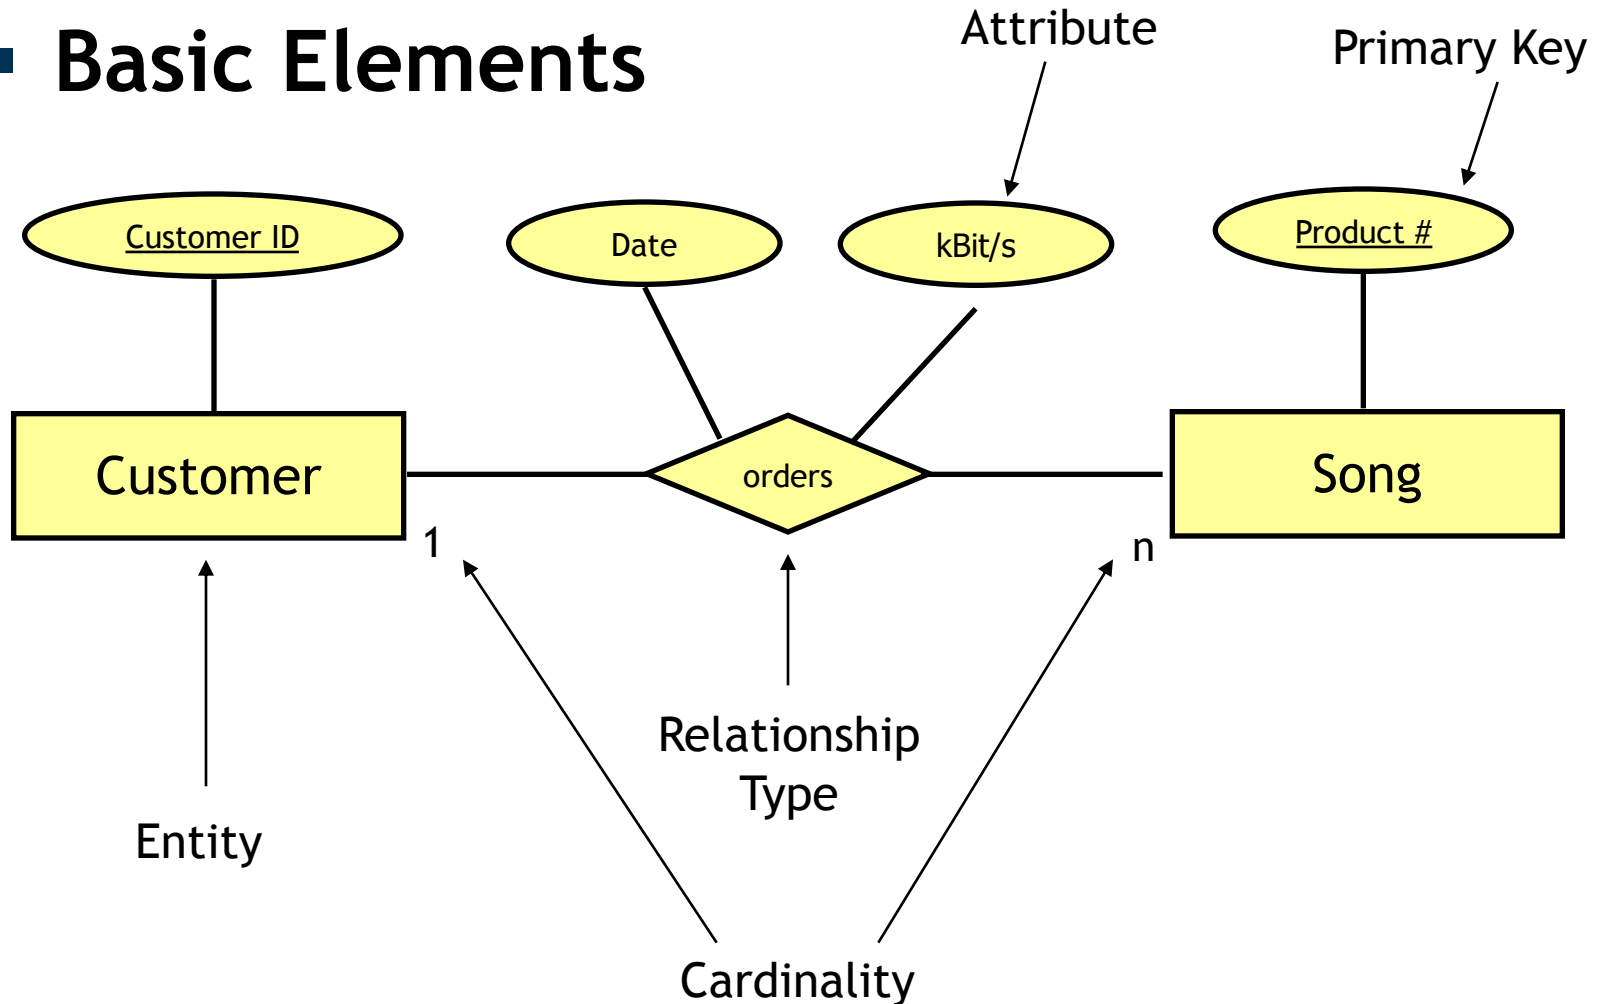 Basic Elements
Attribute
Primary Key
Customer ID
Date
kBit/s
Product #
Customer
orders
Song
1
n
Relationship
Type
Entity
Cardinality